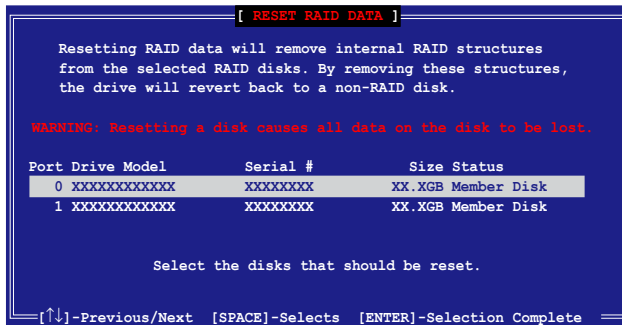 [ RESET RAID DATA ]
Resetting RAID data will remove internal RAID structures
from the selected RAID disks. By removing these structures,
the drive will revert back to a non-RAID disk.
WARNING: Resetting a disk causes all data on the disk to be lost.
Port Drive Model Serial # Size Status
0 XXXXXXXXXXXX XXXXXXXX XX.XGB Member Disk
1 XXXXXXXXXXXX XXXXXXXX XX.XGB Member Disk
Select the disks that should be reset.
[↑↓]-Previous/Next [SPACE]-Selects [ENTER]-Selection Complete